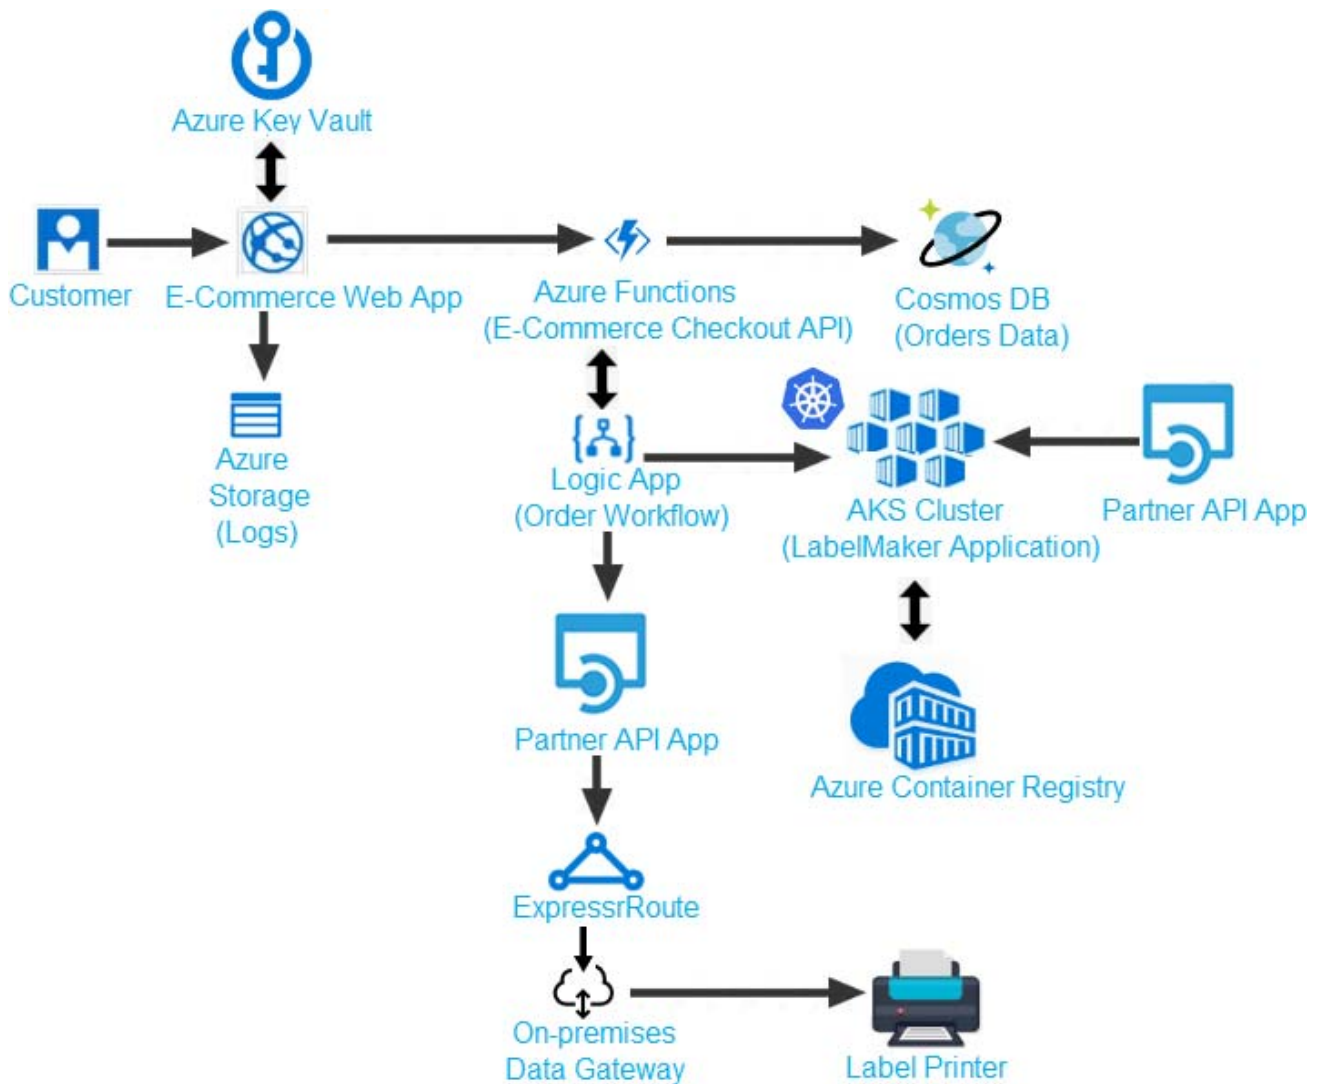 Azure Key Vault
Customer
E-Commerce Web App
Azure Functions
(E-Commerce Checkout API)
Cosmos DB
(Orders Data)
Azure
Storage
(Logs)
Logic App
(Order Workflow)
AKS Cluster
(LabelMaker Application)
Partner API App
Partner API App
Azure Container Registry
ExpressrRoute
On-premises
Data Gateway
Label Printer